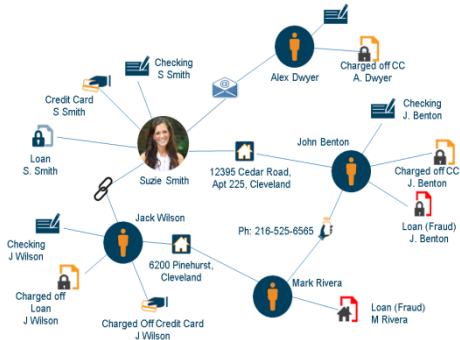 Checking
S Smith
Alex Dwyer
Charged off CC
A. Dwyer
Credit Card
S Smith
Checking
J. Benton
Loan
S. Smith
Suzie Smith
12395 Cedar Road,
Apt 225, Cleveland
John Benton
Charged off CC
J. Benton
Loan (Fraud)
J. Benton
Jack Wilson
Ph: 216-525-6565
Checking
J Wilson
6200 Pinehurst,
Cleveland
Mark Rivera
Charged off
Loan
J Wilson
Charged Off Credit Card
J Wilson
Loan (Fraud)
M Rivera